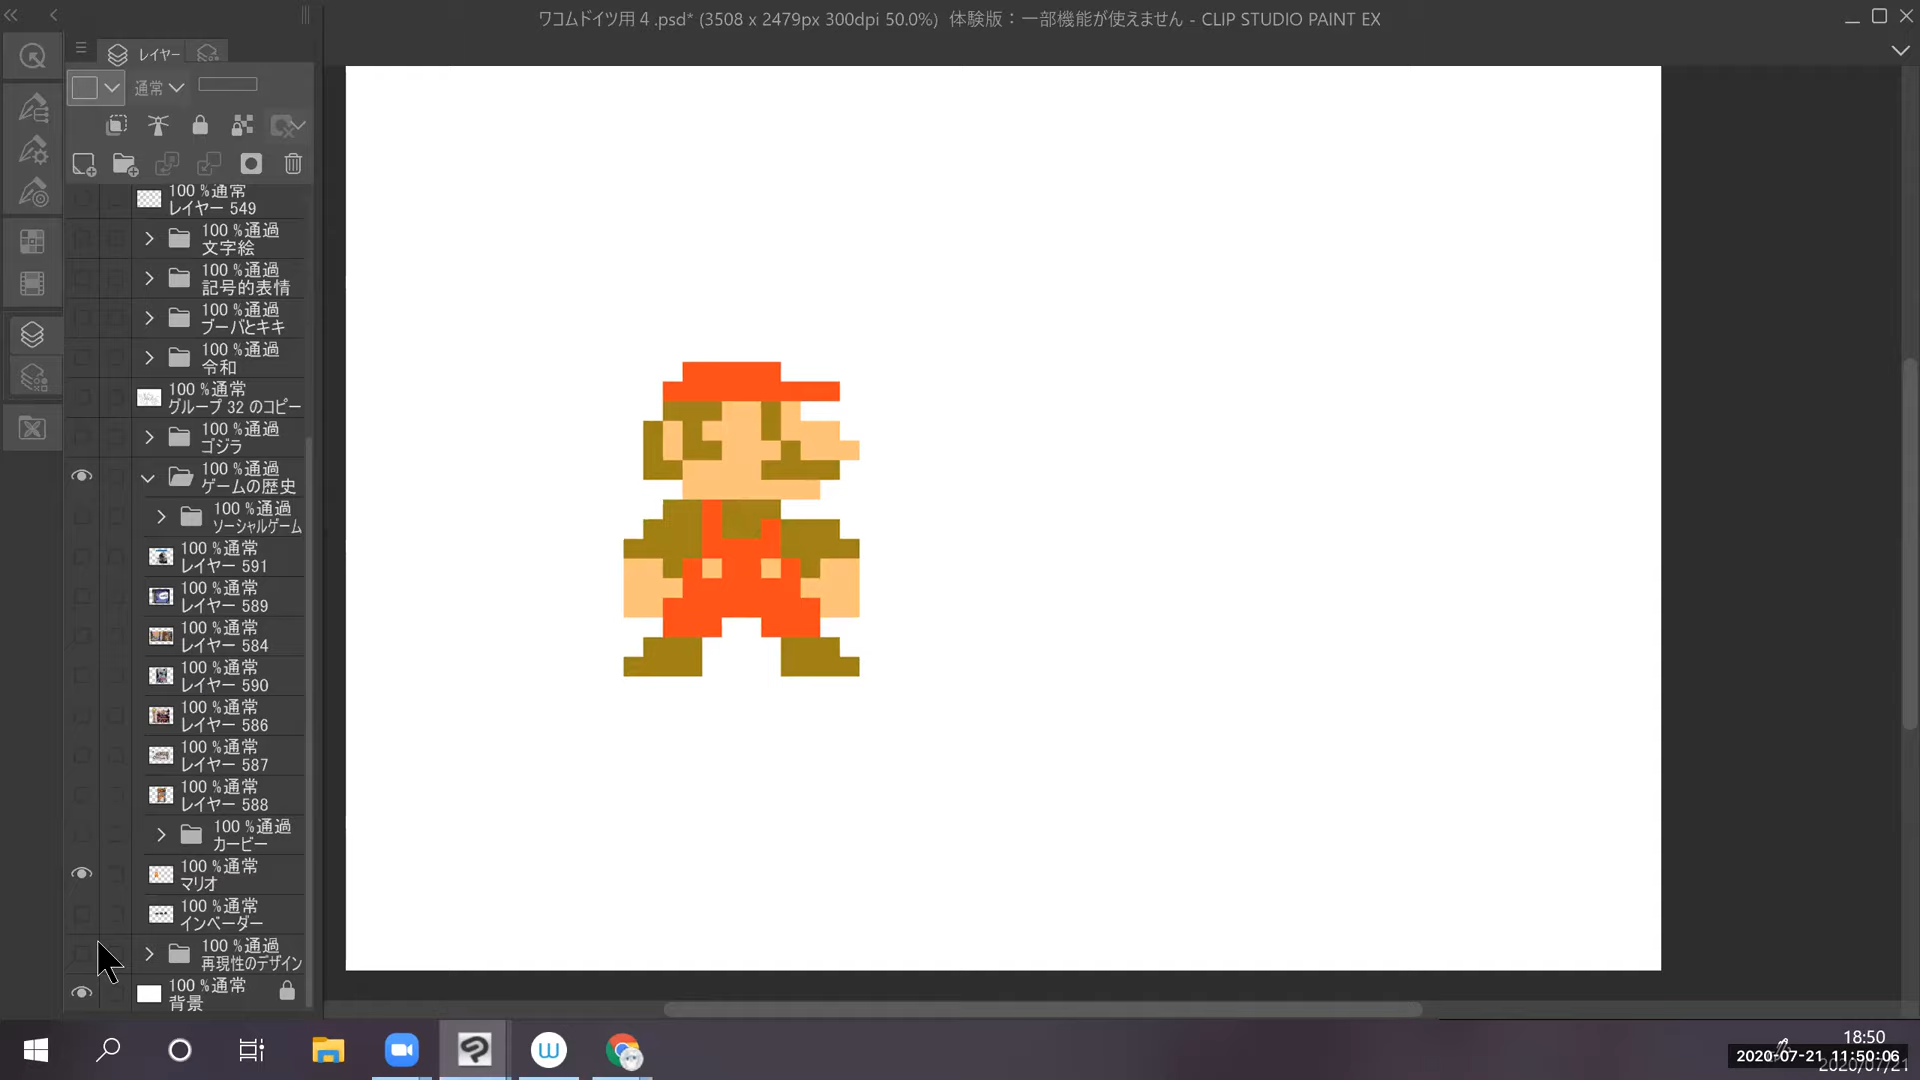 ワコムドイツ用 4 .psd* (3508 x 2479px 300dpi 50.0%)  体験版：一部機能が使えません - CLIP STUDIO PAINT EX
レイヤー
通常
100 %通常
レイヤー 549
100 %通過
文字絵
100 %通過
記号的表情
100 %通過
ブーバとキキ
100 %通過
令和
100 %通常
グループ 32 のコピー
100 %通過
ゴジラ
100 %通過
ゲームの歴史
100 %通過
ソーシャルゲーム
100 %通常
レイヤー 591
100 %通常
レイヤー 589
100 %通常
レイヤー 584
100 %通常
レイヤー 590
100 %通常
レイヤー 586
100 %通常
レイヤー 587
100 %通常
レイヤー 588
100 %通過
カービー
100 %通常
マリオ
100 %通常
インベーダー
100 %通過
再現性のデザイン
100 %通常
背景
18:50
2020-07-21 11:50:06
2020/07/21